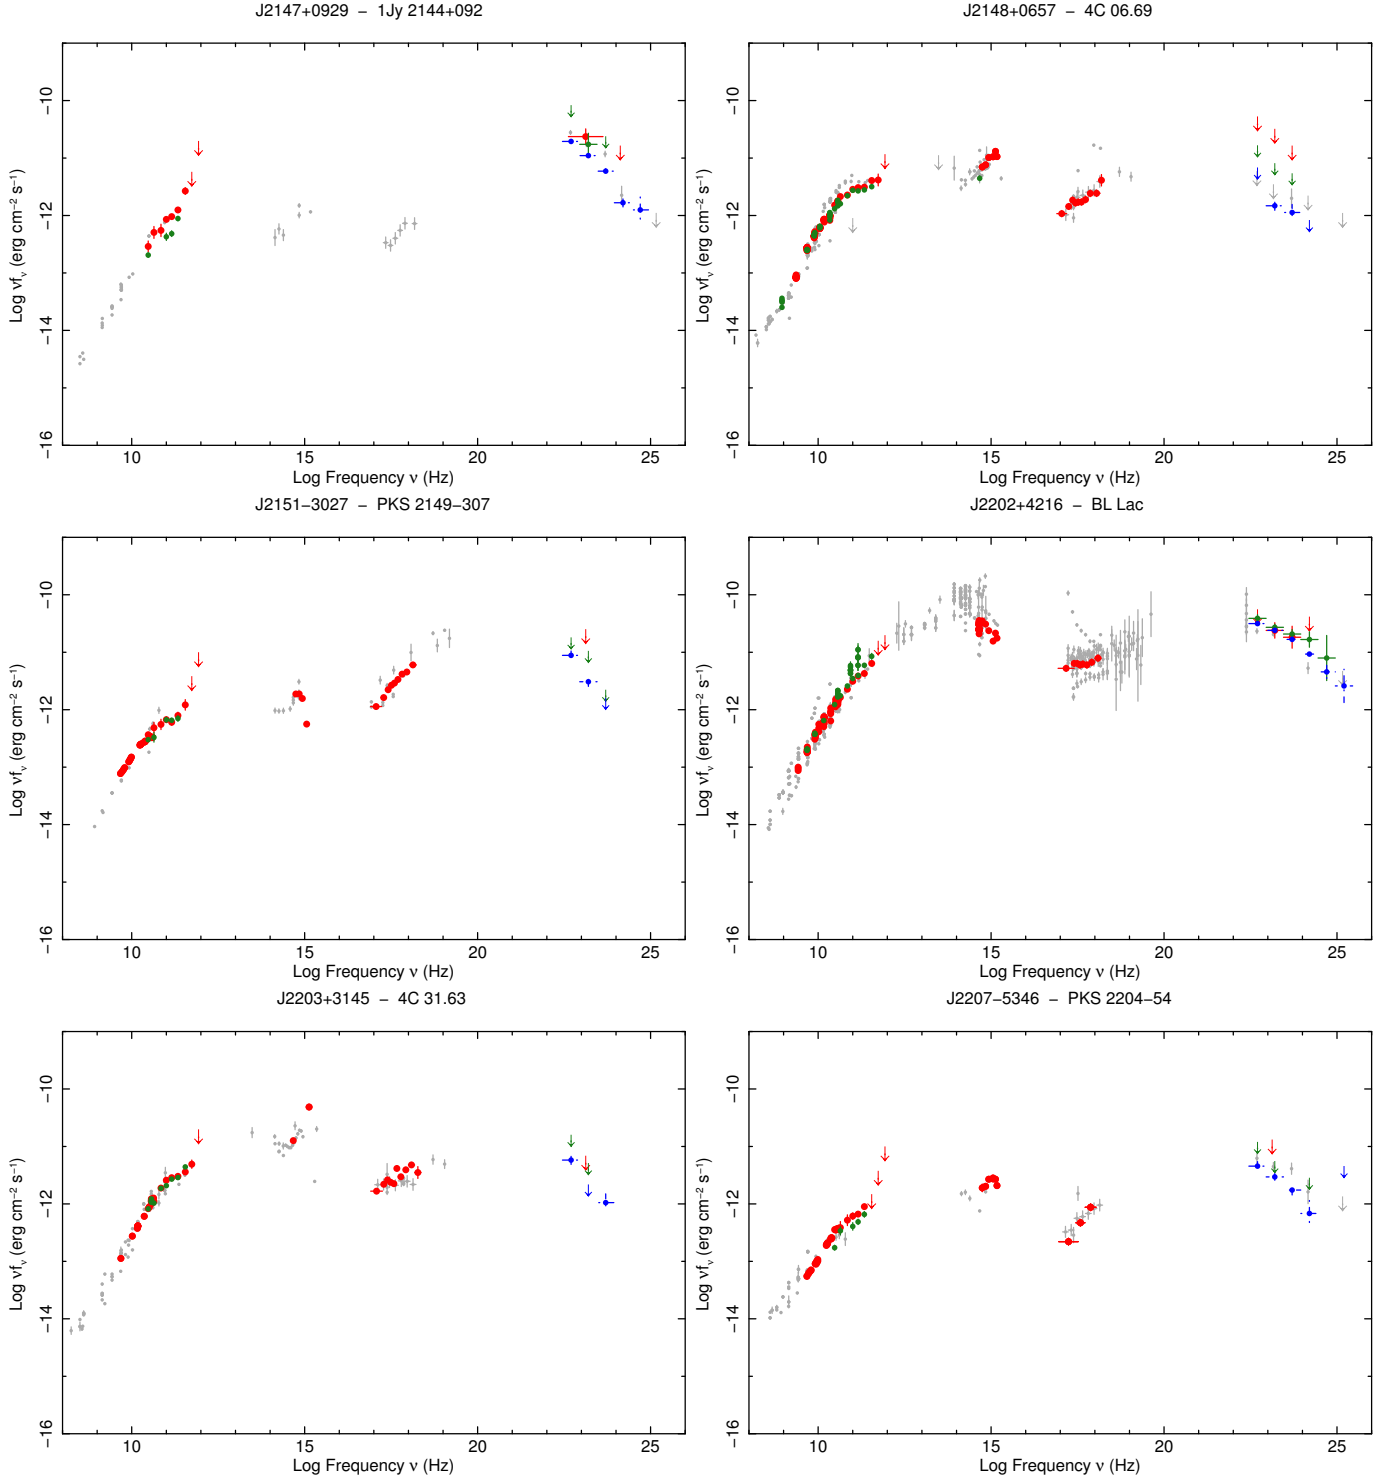 J2147+0929 − 1Jy 2144+092
Log νfν (erg cm−2 s−1)
−10
−12
−14
−16
10 15 20 25
Log Frequency ν (Hz)
J2148+0657 − 4C 06.69
Log νfν (erg cm−2 s−1)
−10
−12
−14
−16
10 15 20 25
Log Frequency ν (Hz)
J2151−3027 − PKS 2149−307
Log νfν (erg cm−2 s−1)
−10
−12
−14
−16
10 15 20 25
Log Frequency ν (Hz)
J2202+4216 − BL Lac
Log νfν (erg cm−2 s−1)
−10
−12
−14
−16
10 15 20 25
Log Frequency ν (Hz)
J2203+3145 − 4C 31.63
Log νfν (erg cm−2 s−1)
−10
−12
−14
−16
10 15 20 25
Log Frequency ν (Hz)
J2207−5346 − PKS 2204−54
Log νfν (erg cm−2 s−1)
−10
−12
−14
−16
10 15 20 25
Log Frequency ν (Hz)